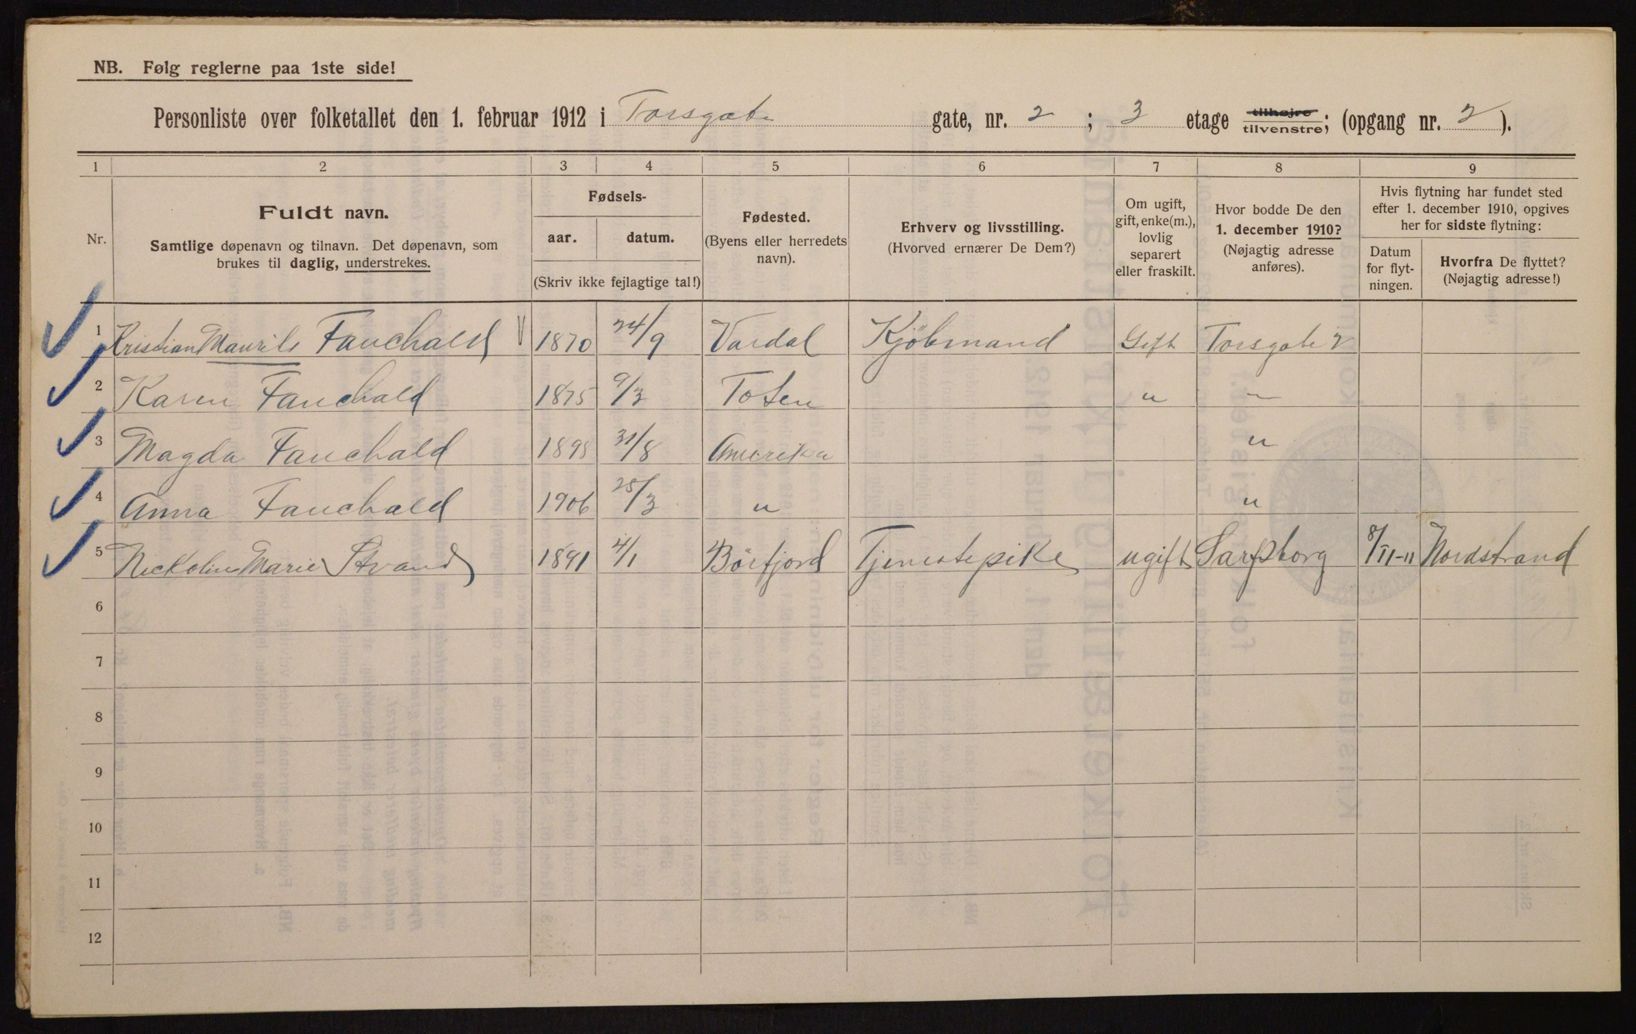 NB. Følg reglerne paa 1ste side!
Personliste over folketallet den 1. februar 1912 i Torsgate gate, nr. 2 ; 3 etage tilhøjre tilvenstre; (opgang nr. 2).
1 2 3 4 5 6 7 8 9
Nr.
Fuldt navn.
Samtlige døpenavn og tilnavn. Det døpenavn, som
brukes til daglig, understrekes.
Fødsels-
aar. datum.
(Skriv ikke fejlagtige tal!)
Fødested.
(Byens eller herredets
navn).
Erhverv og livsstilling.
(Hvorved ernærer De Dem?)
Om ugift,
gift, enke(m.),
lovlig
separert
eller fraskilt.
Hvor bodde De den
1. december 1910?
(Nøjagtig adresse
anføres).
Hvis flytning har fundet sted
efter 1. december 1910, opgives
her for sidste flytning:
Datum
for flyt-
ningen.
Hvorfra De flyttet?
(Nøjagtig adresse!)
1 Kristian Maurits Fauchald 1870 24/9 Vardal Kjøbmand Gift Torsgate 2
2 Karen Fauchald 1875 9/3 Toten " "
3 Magda Fauchald 1898 31/8 Amerika "
4 Anna Fauchald 1906 25/3 " "
5 Marie Strand 1891 4/1 Børfjord Tjenestepike ugift Sarpsborg 8/11-11 Nordstrand
6
7
8
9
10
11
12